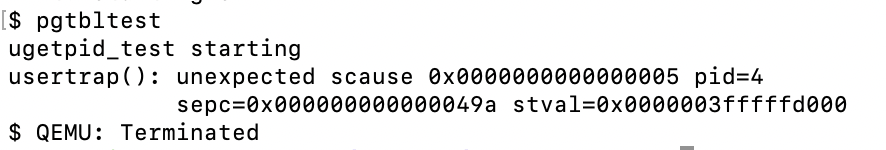 [$ pgtbltest
ugetpid_test starting
usertrap(): unexpected scause 0x0000000000000005 pid=4
sepc=0x000000000000049a stval=0x0000003fffffd000
$ QEMU: Terminated